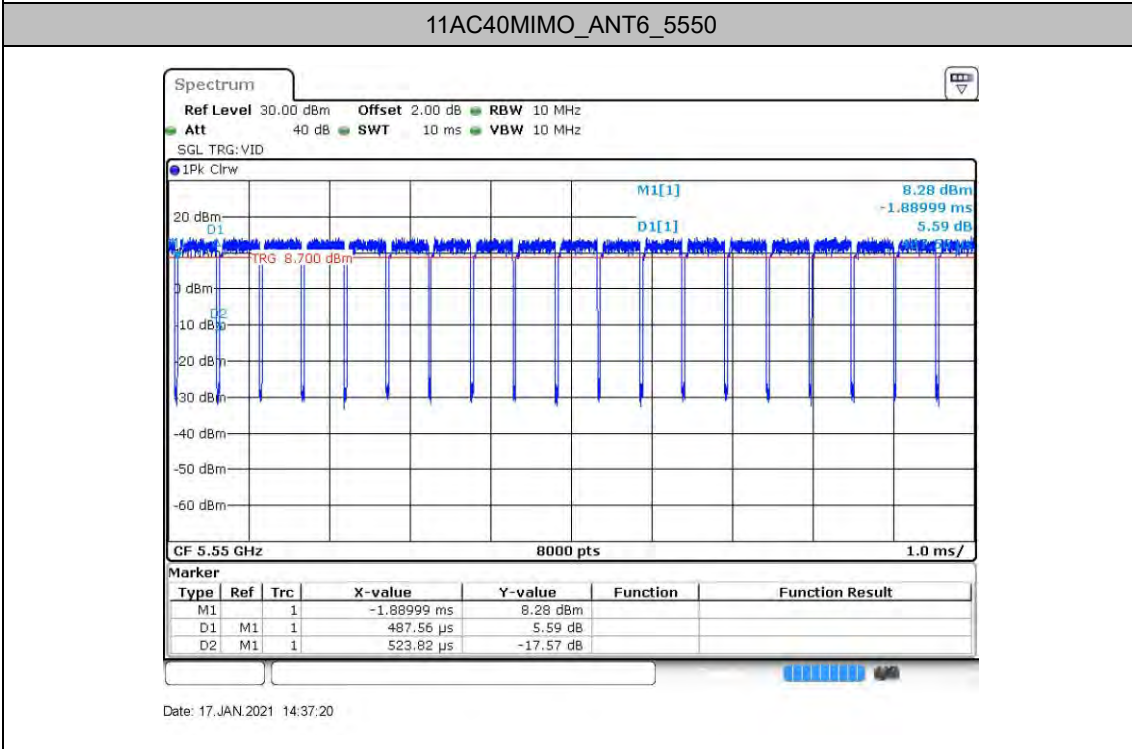 11AC40MIMO_ANT6_5550
Spectrum
Ref Level 30.00 dBm Offset 2.00 dB RBW 10 MHz
Att 40 dB SWT 10 ms VBW 10 MHz
SGL TRG:VID
1Pk Clrw
M1[1] 8.28 dBm
-1.88999 ms
20 dBm
D1
D1[1] 5.59 dB
TRG 8.700 dBm
0 dBm
D2
-10 dBm
-20 dBm
-30 dBm
-40 dBm
-50 dBm
-60 dBm
CF 5.55 GHz 8000 pts 1.0 ms/
Marker
Type Ref Trc X-value Y-value Function Function Result
M1 1 -1.88999 ms 8.28 dBm
D1 M1 1 487.56 µs 5.59 dB
D2 M1 1 523.82 µs -17.57 dB
Date: 17.JAN.2021 14:37:20